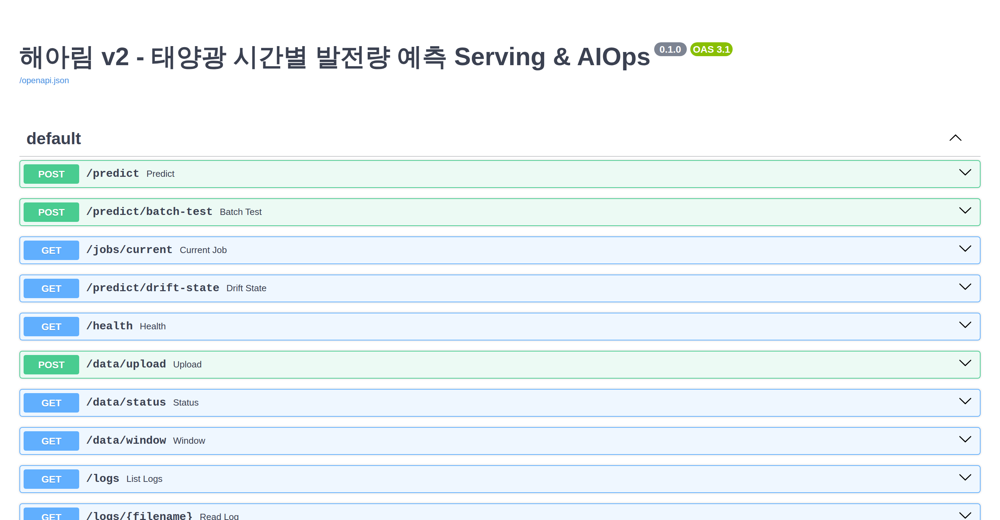 해아림 v2 - 태양광 시간별 발전량 예측 Serving & AIOps 0.1.0 OAS 3.1
/openapi.json
default
POST /predict Predict
POST /predict/batch-test Batch Test
GET /jobs/current Current Job
GET /predict/drift-state Drift State
GET /health Health
POST /data/upload Upload
GET /data/status Status
GET /data/window Window
GET /logs List Logs
GET /logs/{filename} Read Log